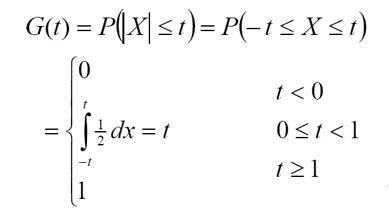 G(t) = P(|X| ≤ t) = P(−t ≤ X ≤ t)
= { 0 t < 0
∫_{−t}^{t} ½ dx = t 0 ≤ t < 1
1 t ≥ 1